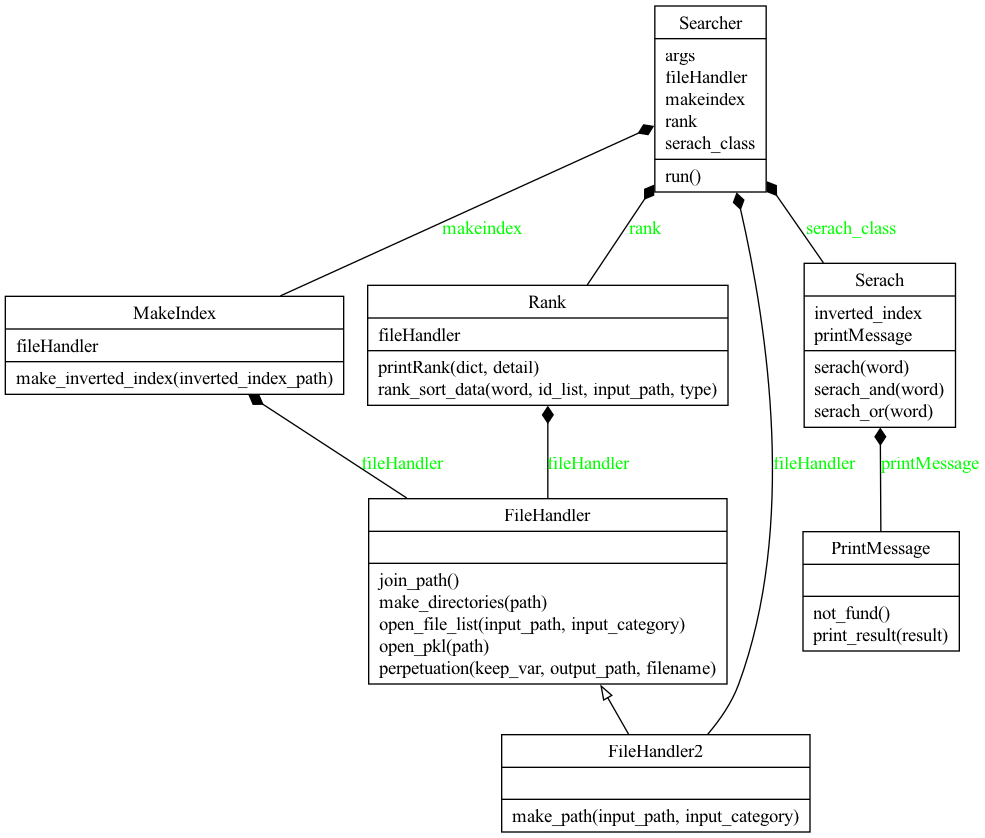 Searcher
args
fileHandler
makeindex
rank
serach_class
run()
makeindex
rank
serach_class
MakeIndex
fileHandler
make_inverted_index(inverted_index_path)
Rank
fileHandler
printRank(dict, detail)
rank_sort_data(word, id_list, input_path, type)
Serach
inverted_index
printMessage
serach(word)
serach_and(word)
serach_or(word)
fileHandler
fileHandler
fileHandler
printMessage
FileHandler
join_path()
make_directories(path)
open_file_list(input_path, input_category)
open_pkl(path)
perpetuation(keep_var, output_path, filename)
PrintMessage
not_fund()
print_result(result)
FileHandler2
make_path(input_path, input_category)